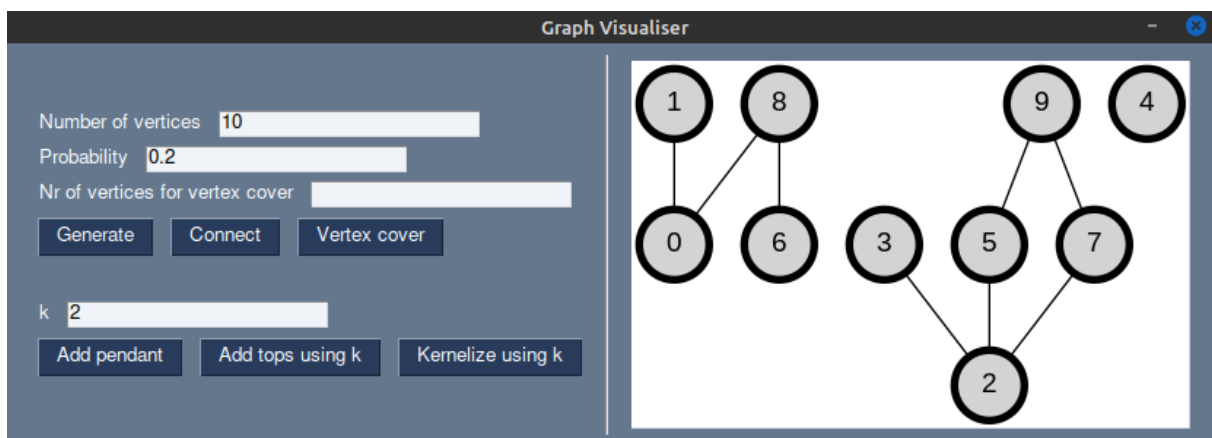 Graph Visualiser
Number of vertices 10
Probability 0.2
Nr of vertices for vertex cover
Generate Connect Vertex cover
k 2
Add pendant Add tops using k Kernelize using k
1 8 9 4
0 6 3 5 7
2